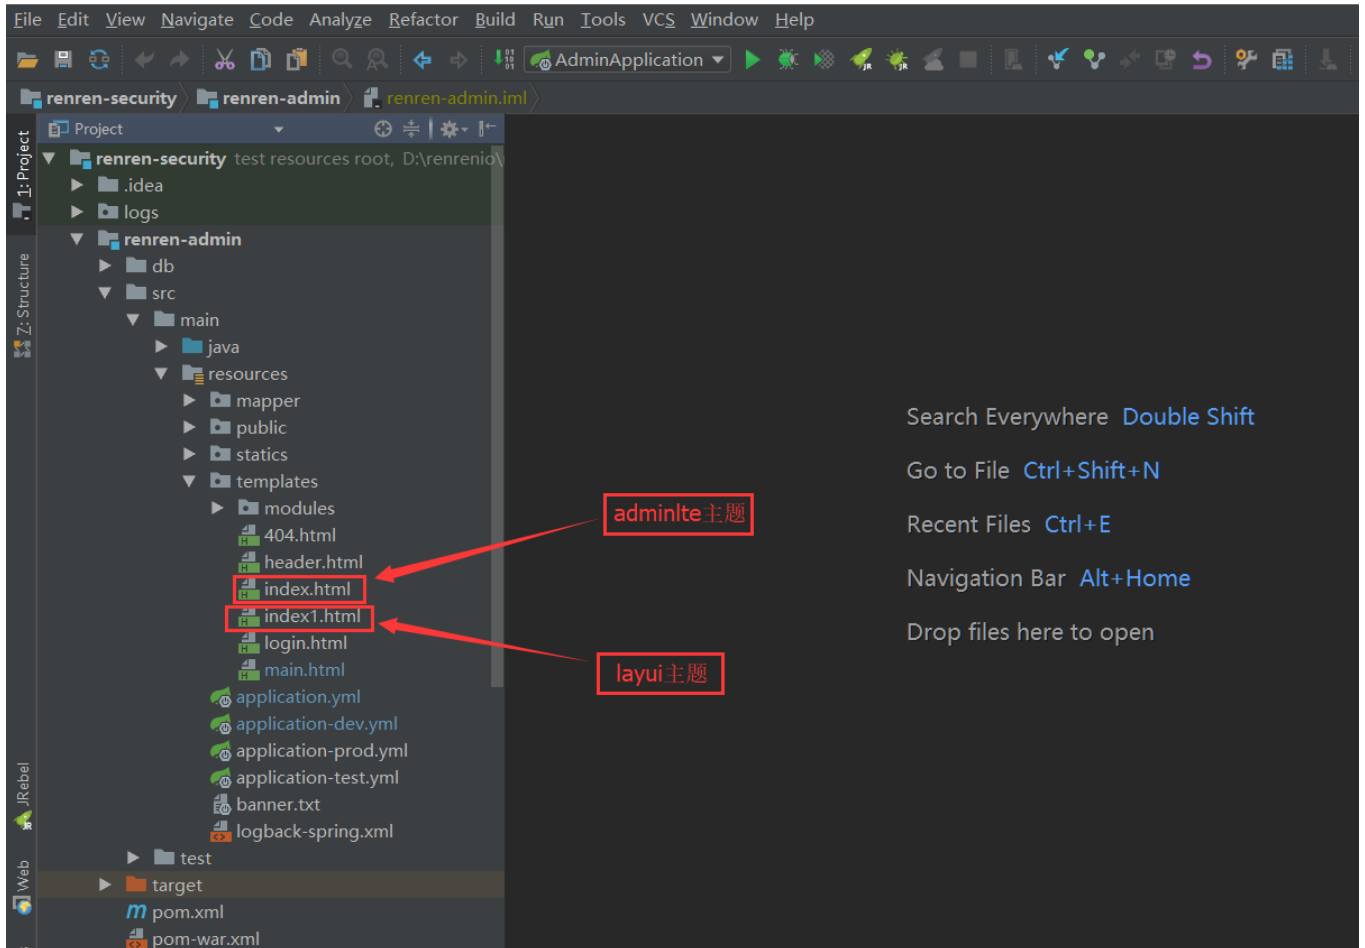 File Edit View Navigate Code Analyze Refactor Build Run Tools VCS Window Help
AdminApplication
renren-security renren-admin renren-admin.iml
Project
1: Project
renren-security test resources root, D:\renrenio\
.idea
logs
renren-admin
db
Z: Structure
src
main
java
resources
mapper
public
statics
templates
modules
404.html
header.html
index.html
index1.html
login.html
main.html
application.yml
application-dev.yml
application-prod.yml
application-test.yml
banner.txt
logback-spring.xml
test
target
pom.xml
pom-war.xml
JRebel
Web
adminlte主题
layui主题
Search Everywhere Double Shift
Go to File Ctrl+Shift+N
Recent Files Ctrl+E
Navigation Bar Alt+Home
Drop files here to open